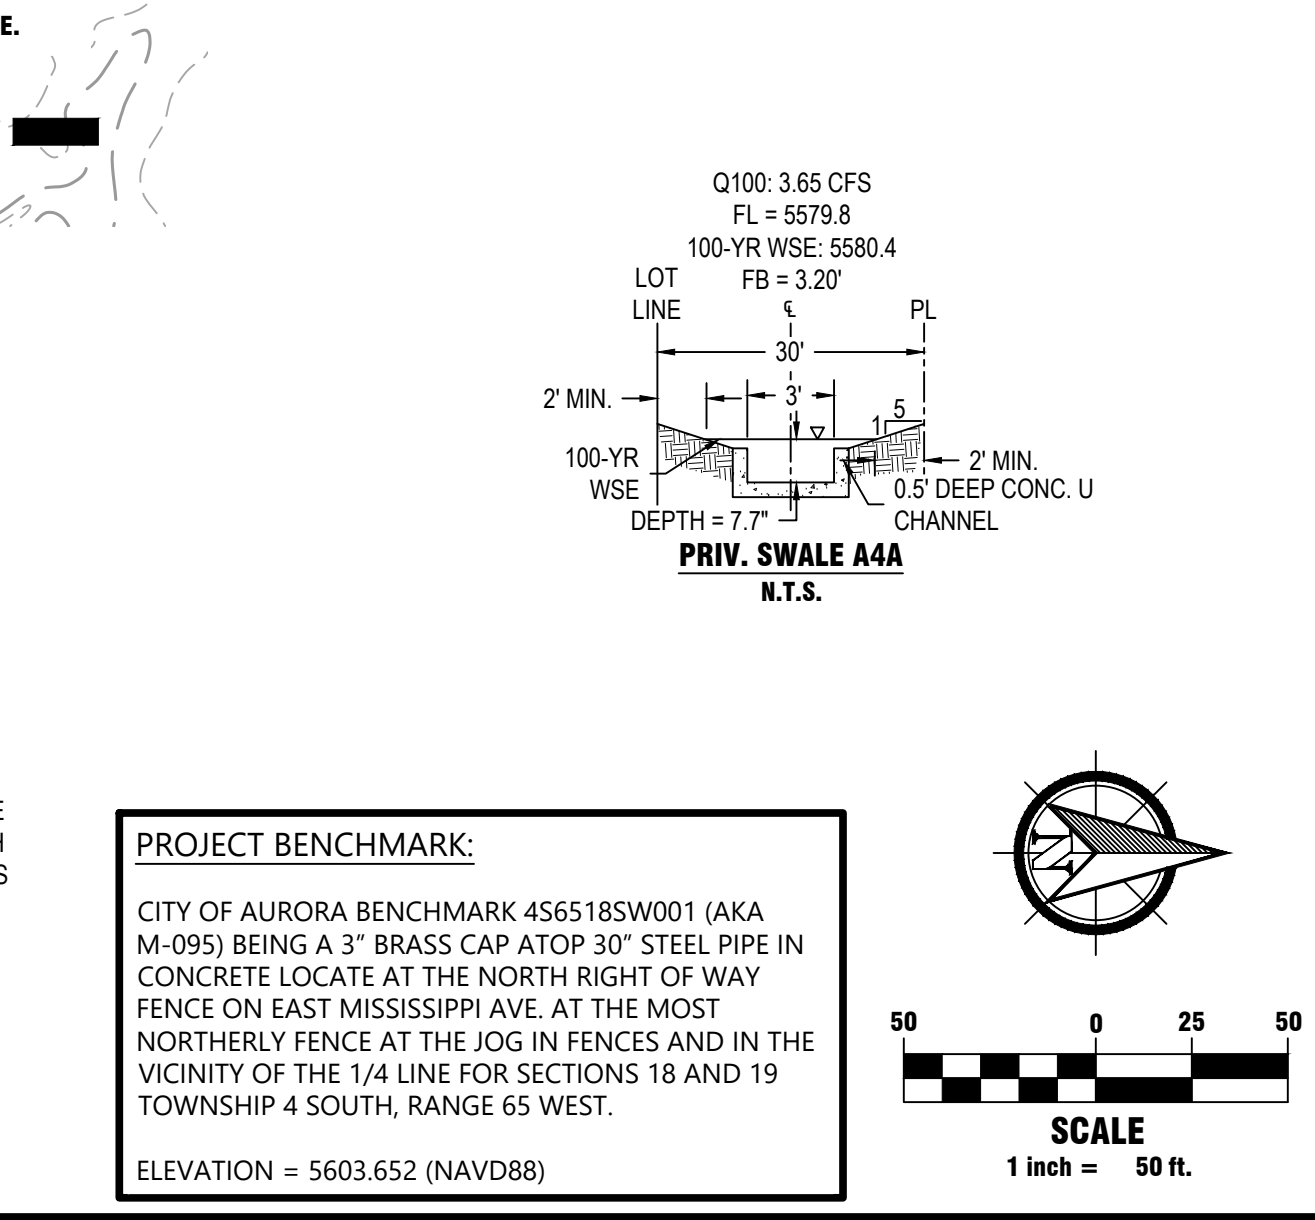 E.
Q100: 3.65 CFS
FL = 5579.8
100-YR WSE: 5580.4
FB = 3.20'
LOT
LINE
℄
PL
30'
2' MIN.
3'
1
5
100-YR
WSE
2' MIN.
0.5' DEEP CONC. U
CHANNEL
DEPTH = 7.7"
PRIV. SWALE A4A
N.T.S.
E
H
S
PROJECT BENCHMARK:
CITY OF AURORA BENCHMARK 4S6518SW001 (AKA
M-095) BEING A 3” BRASS CAP ATOP 30” STEEL PIPE IN
CONCRETE LOCATE AT THE NORTH RIGHT OF WAY
FENCE ON EAST MISSISSIPPI AVE. AT THE MOST
NORTHERLY FENCE AT THE JOG IN FENCES AND IN THE
VICINITY OF THE 1/4 LINE FOR SECTIONS 18 AND 19
TOWNSHIP 4 SOUTH, RANGE 65 WEST.
ELEVATION = 5603.652 (NAVD88)
N
50 0 25 50
SCALE
1 inch = 50 ft.